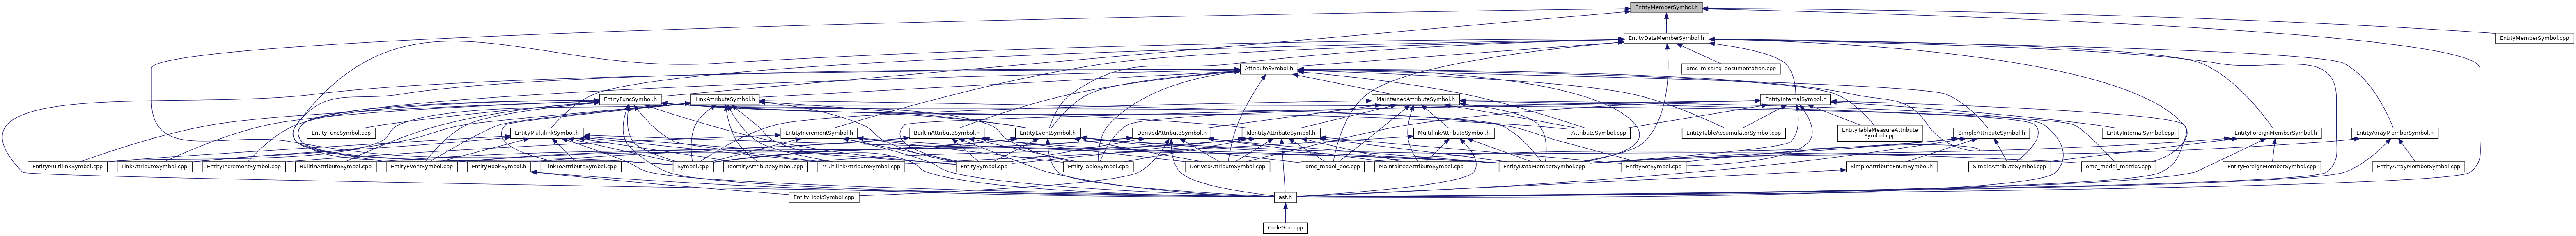 EntityMemberSymbol.h
EntityDataMemberSymbol.h
EntityMemberSymbol.cpp
AttributeSymbol.h
omc_missing_documentation.cpp
EntityFuncSymbol.h
LinkAttributeSymbol.h
MaintainedAttributeSymbol.h
EntityInternalSymbol.h
EntityFuncSymbol.cpp
EntityMultilinkSymbol.h
EntityIncrementSymbol.h
BuiltinAttributeSymbol.h
EntityEventSymbol.h
DerivedAttributeSymbol.h
IdentityAttributeSymbol.h
MultilinkAttributeSymbol.h
AttributeSymbol.cpp
EntityTableAccumulatorSymbol.cpp
EntityTableMeasureAttribute
Symbol.cpp
SimpleAttributeSymbol.h
EntityInternalSymbol.cpp
EntityForeignMemberSymbol.h
EntityArrayMemberSymbol.h
EntityMultilinkSymbol.cpp
LinkAttributeSymbol.cpp
EntityIncrementSymbol.cpp
BuiltinAttributeSymbol.cpp
EntityEventSymbol.cpp
EntityHookSymbol.h
LinkToAttributeSymbol.cpp
Symbol.cpp
IdentityAttributeSymbol.cpp
MultilinkAttributeSymbol.cpp
EntitySymbol.cpp
EntityTableSymbol.cpp
DerivedAttributeSymbol.cpp
omc_model_doc.cpp
MaintainedAttributeSymbol.cpp
EntityDataMemberSymbol.cpp
EntitySetSymbol.cpp
SimpleAttributeEnumSymbol.h
SimpleAttributeSymbol.cpp
omc_model_metrics.cpp
EntityForeignMemberSymbol.cpp
EntityArrayMemberSymbol.cpp
EntityHookSymbol.cpp
ast.h
CodeGen.cpp